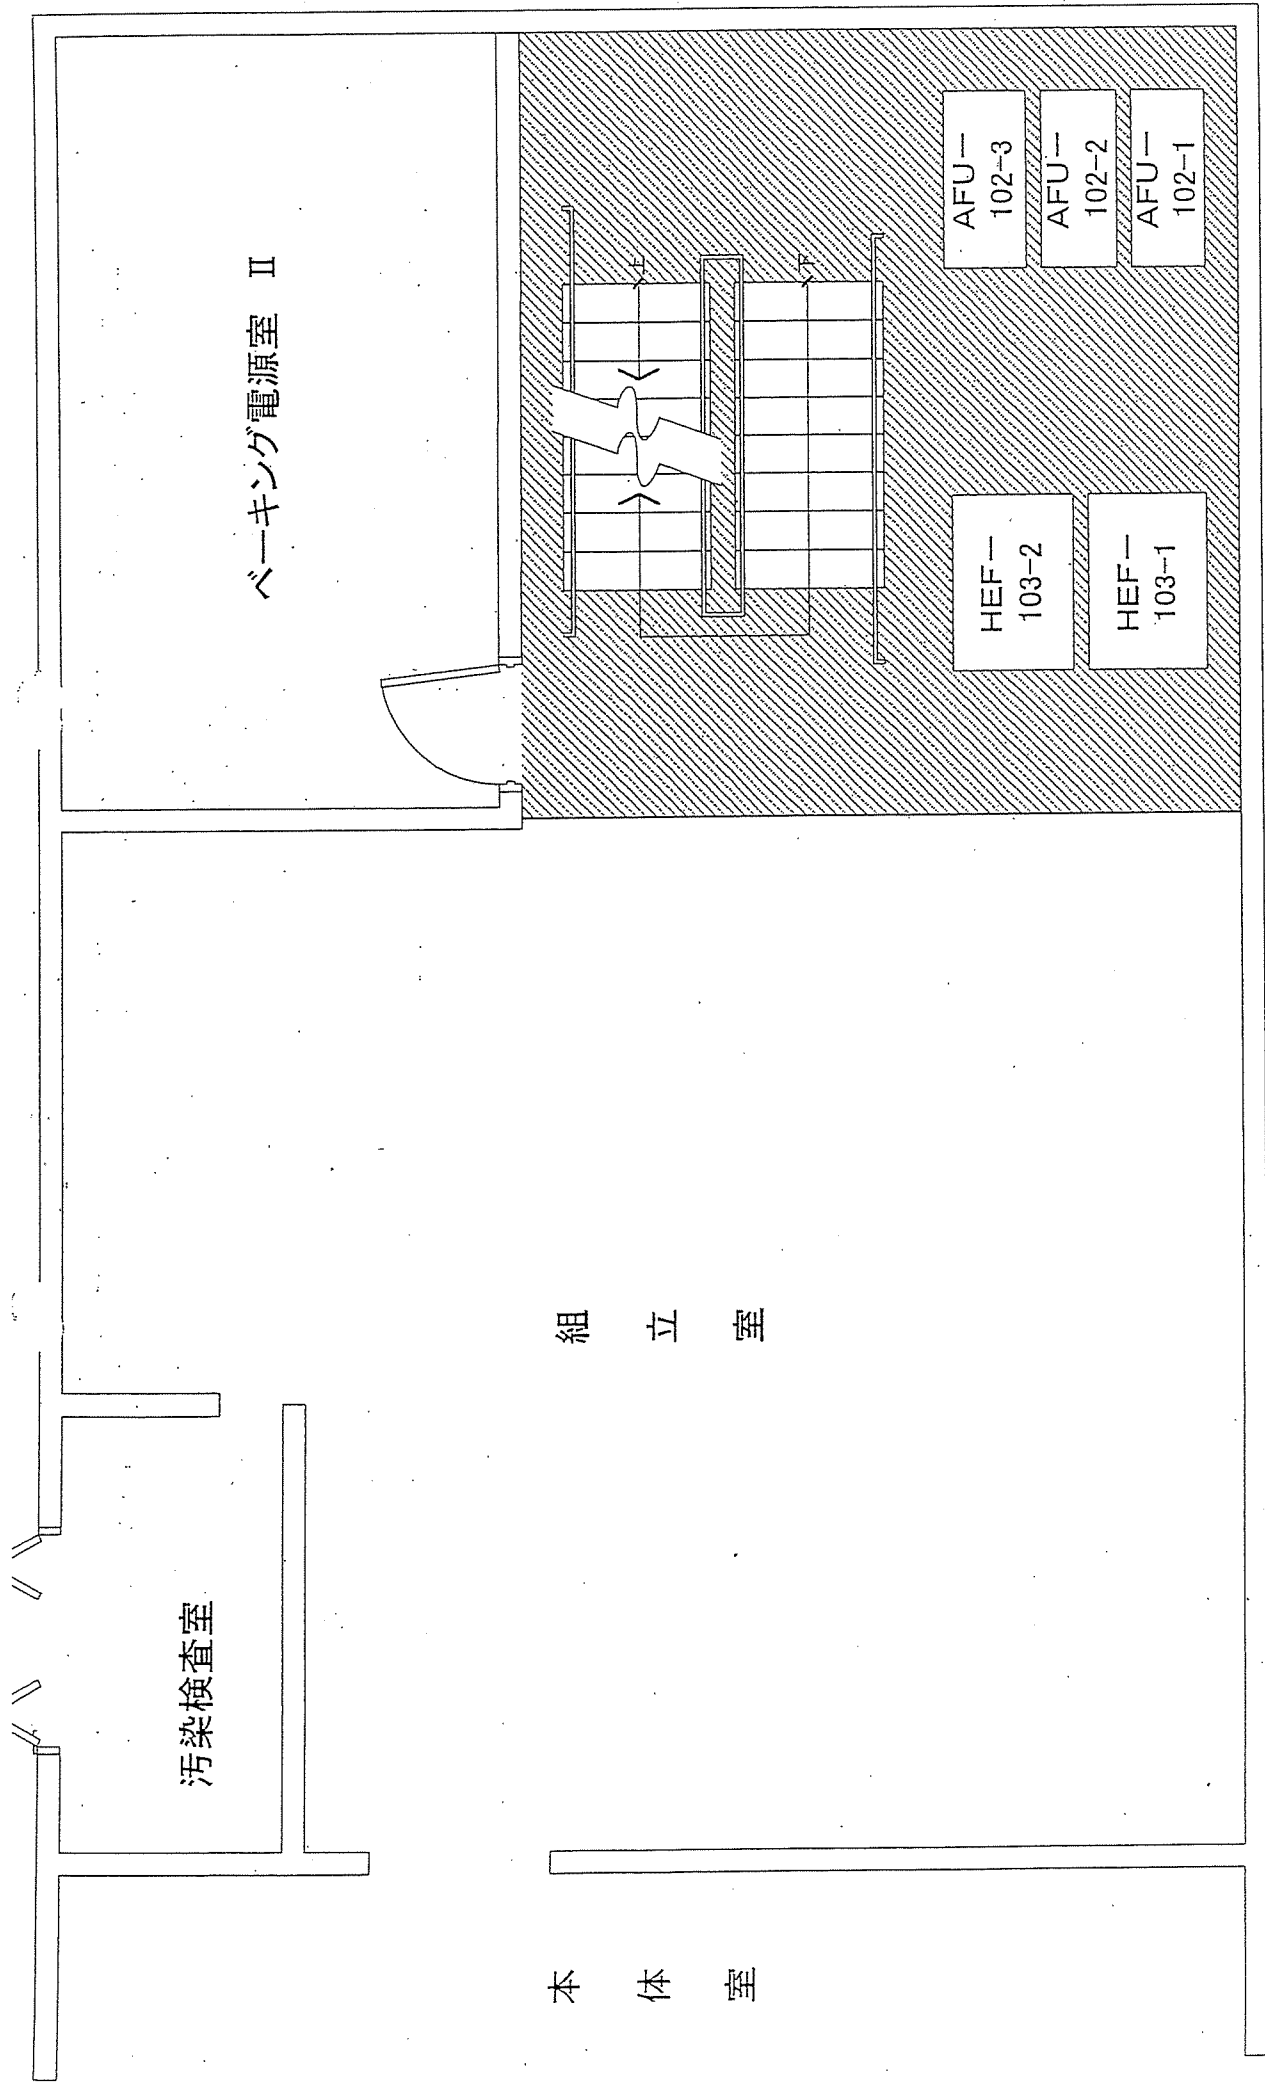 ベーキング電源室 Ⅱ
上
下
AFU－
102-3
AFU－
102-2
AFU－
102-1
HEF－
103-2
HEF－
103-1
組立室
汚染検査室
本体室